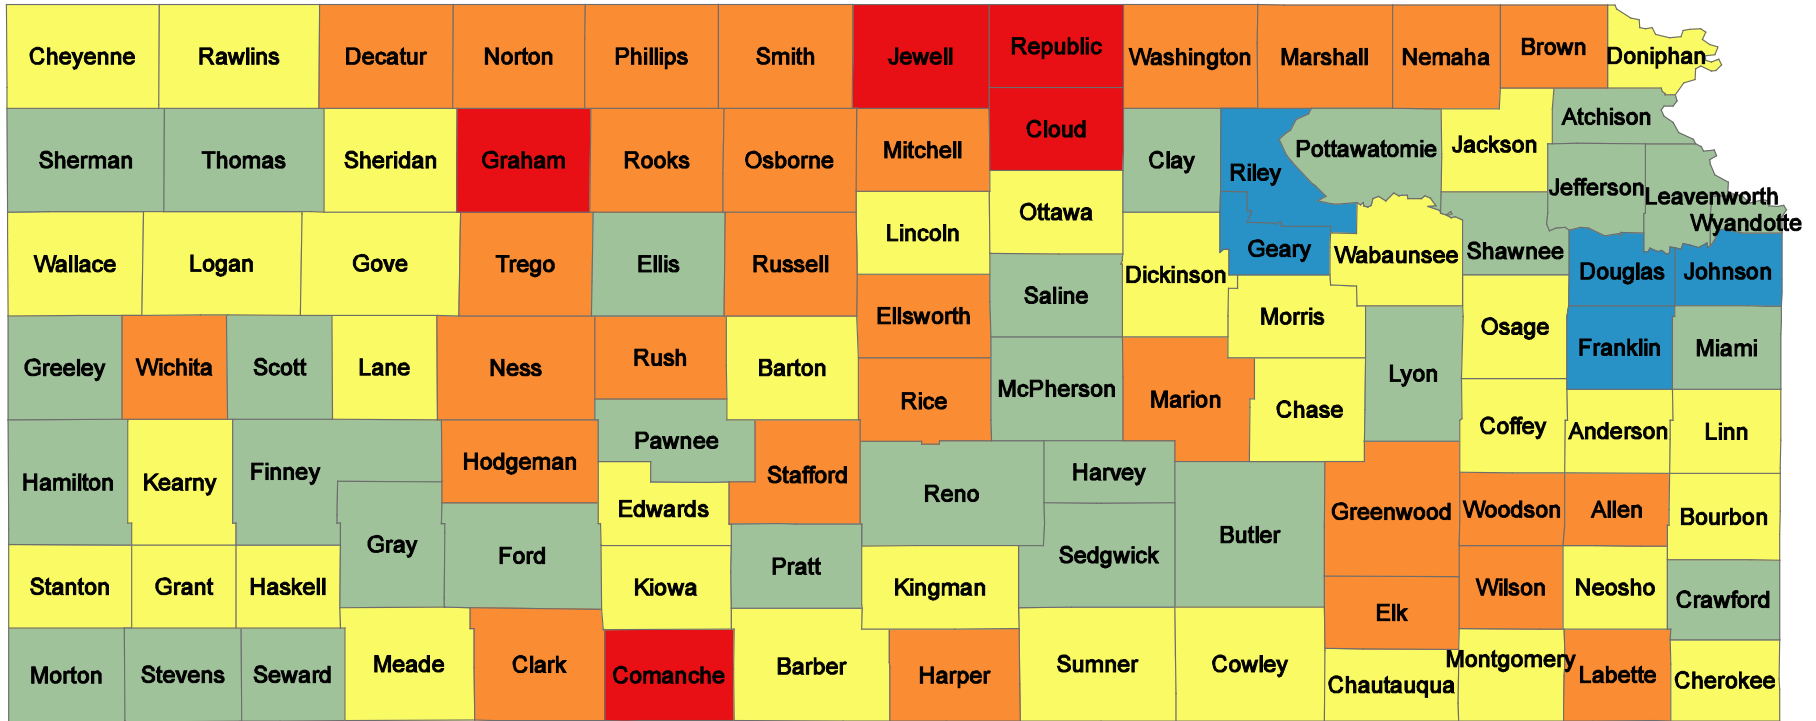 Cheyenne
Rawlins
Decatur
Norton
Phillips
Smith
Jewell
Republic
Washington
Marshall
Nemaha
Brown
Doniphan
Sherman
Thomas
Sheridan
Graham
Rooks
Osborne
Mitchell
Cloud
Clay
Riley
Pottawatomie
Jackson
Atchison
Jefferson
Leavenworth
Wyandotte
Wallace
Logan
Gove
Trego
Ellis
Russell
Lincoln
Ottawa
Dickinson
Geary
Wabaunsee
Shawnee
Douglas
Johnson
Ellsworth
Saline
Morris
Osage
Franklin
Miami
Greeley
Wichita
Scott
Lane
Ness
Rush
Barton
Rice
McPherson
Marion
Chase
Lyon
Coffey
Anderson
Linn
Hamilton
Kearny
Finney
Hodgeman
Pawnee
Stafford
Edwards
Reno
Harvey
Butler
Greenwood
Woodson
Allen
Bourbon
Gray
Ford
Pratt
Sedgwick
Stanton
Grant
Haskell
Kiowa
Kingman
Elk
Wilson
Neosho
Crawford
Morton
Stevens
Seward
Meade
Clark
Comanche
Barber
Harper
Sumner
Cowley
Chautauqua
Montgomery
Labette
Cherokee